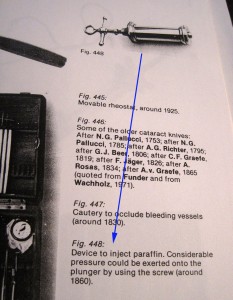 Fig. 448
Fig. 445:
Movable rheostat, around 1925.
Fig. 446:
Some of the older cataract knives:
After N. G. Pallucci, 1753; after N. G.
Pallucci, 1785; after A. G. Richter, 1795;
after G. J. Beer, 1806; after C. F. Graefe,
1819; after F. Jäger, 1826; after A.
Rosas, 1834; after A. v. Graefe, 1865
(quoted from Funder and from
Wachholz, 1971).
Fig. 447:
Cautery to occlude bleeding vessels
(around 1830).
Fig. 448:
Device to inject paraffin. Considerable
pressure could be exerted onto the
plunger by using the screw (around
1860).